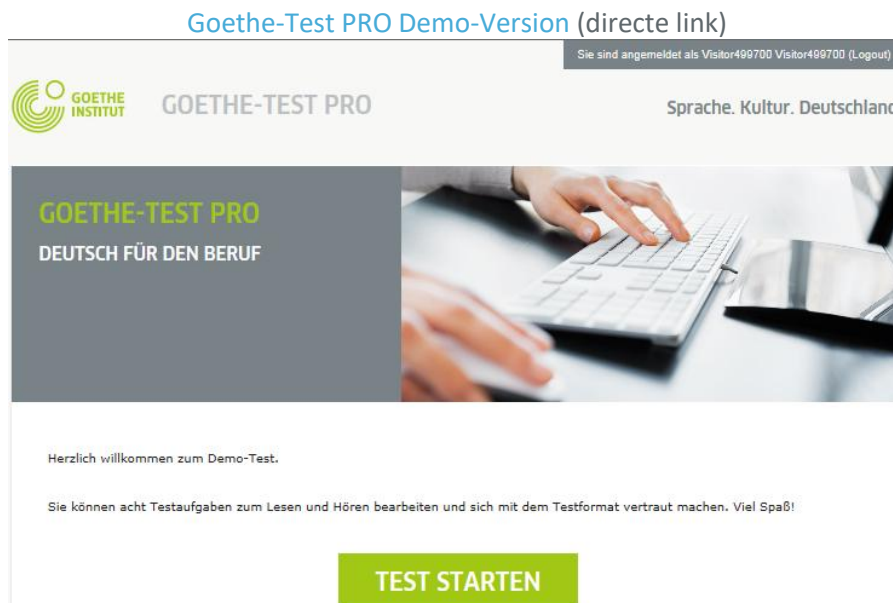 Goethe-Test PRO Demo-Version (directe link)
Sie sind angemeldet als Visitor499700 Visitor499700 (Logout)
GOETHE
INSTITUT
GOETHE-TEST PRO
Sprache. Kultur. Deutschland
GOETHE-TEST PRO
DEUTSCH FÜR DEN BERUF
Herzlich willkommen zum Demo-Test.
Sie können acht Testaufgaben zum Lesen und Hören bearbeiten und sich mit dem Testformat vertraut machen. Viel Spaß!
TEST STARTEN